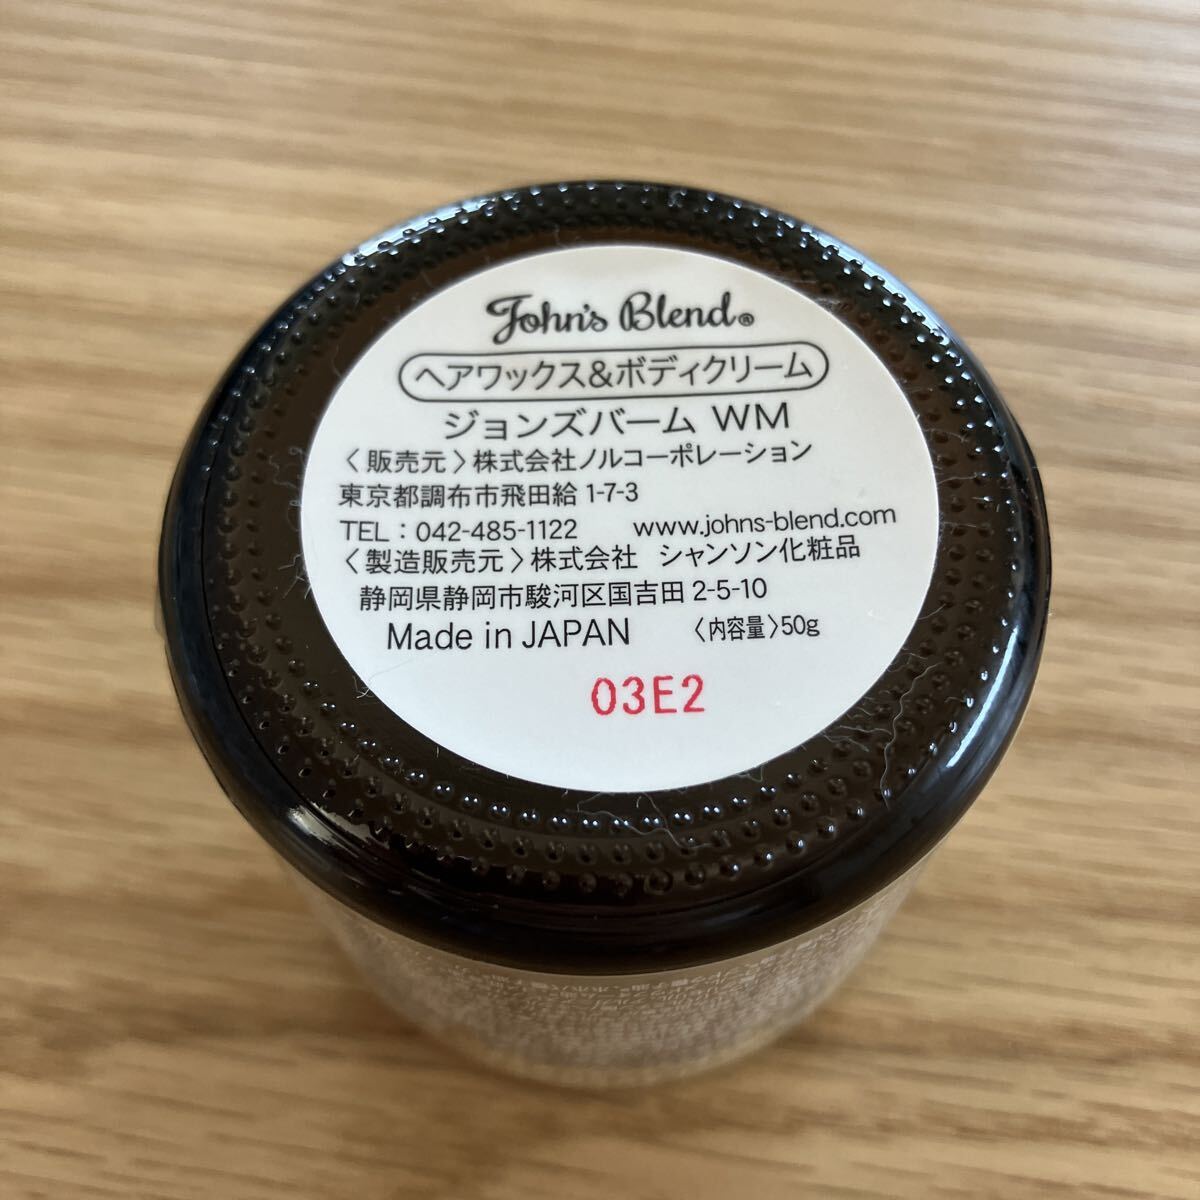 John's Blend®
ヘアワックス&ボディクリーム
ジョンズバーム WM
〈販売元〉株式会社ノルコーポレーション
東京都調布市飛田給 1-7-3
TEL：042-485-1122 www.johns-blend.com
〈製造販売元〉株式会社 シャンソン化粧品
静岡県静岡市駿河区国吉田 2-5-10
Made in JAPAN 〈内容量〉50g
03E2